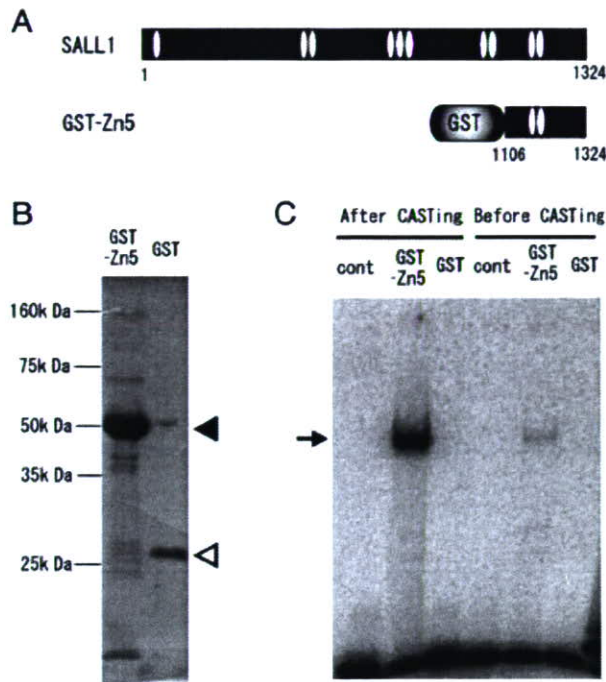 A
SALL1
1 1324
GST-Zn5 GST
1106 1324
B
GST
-Zn5 GST
160k Da
75k Da
50k Da
35k Da
25k Da
C
After CASTing Before CASTing
cont GST
-Zn5 GST cont GST
-Zn5 GST